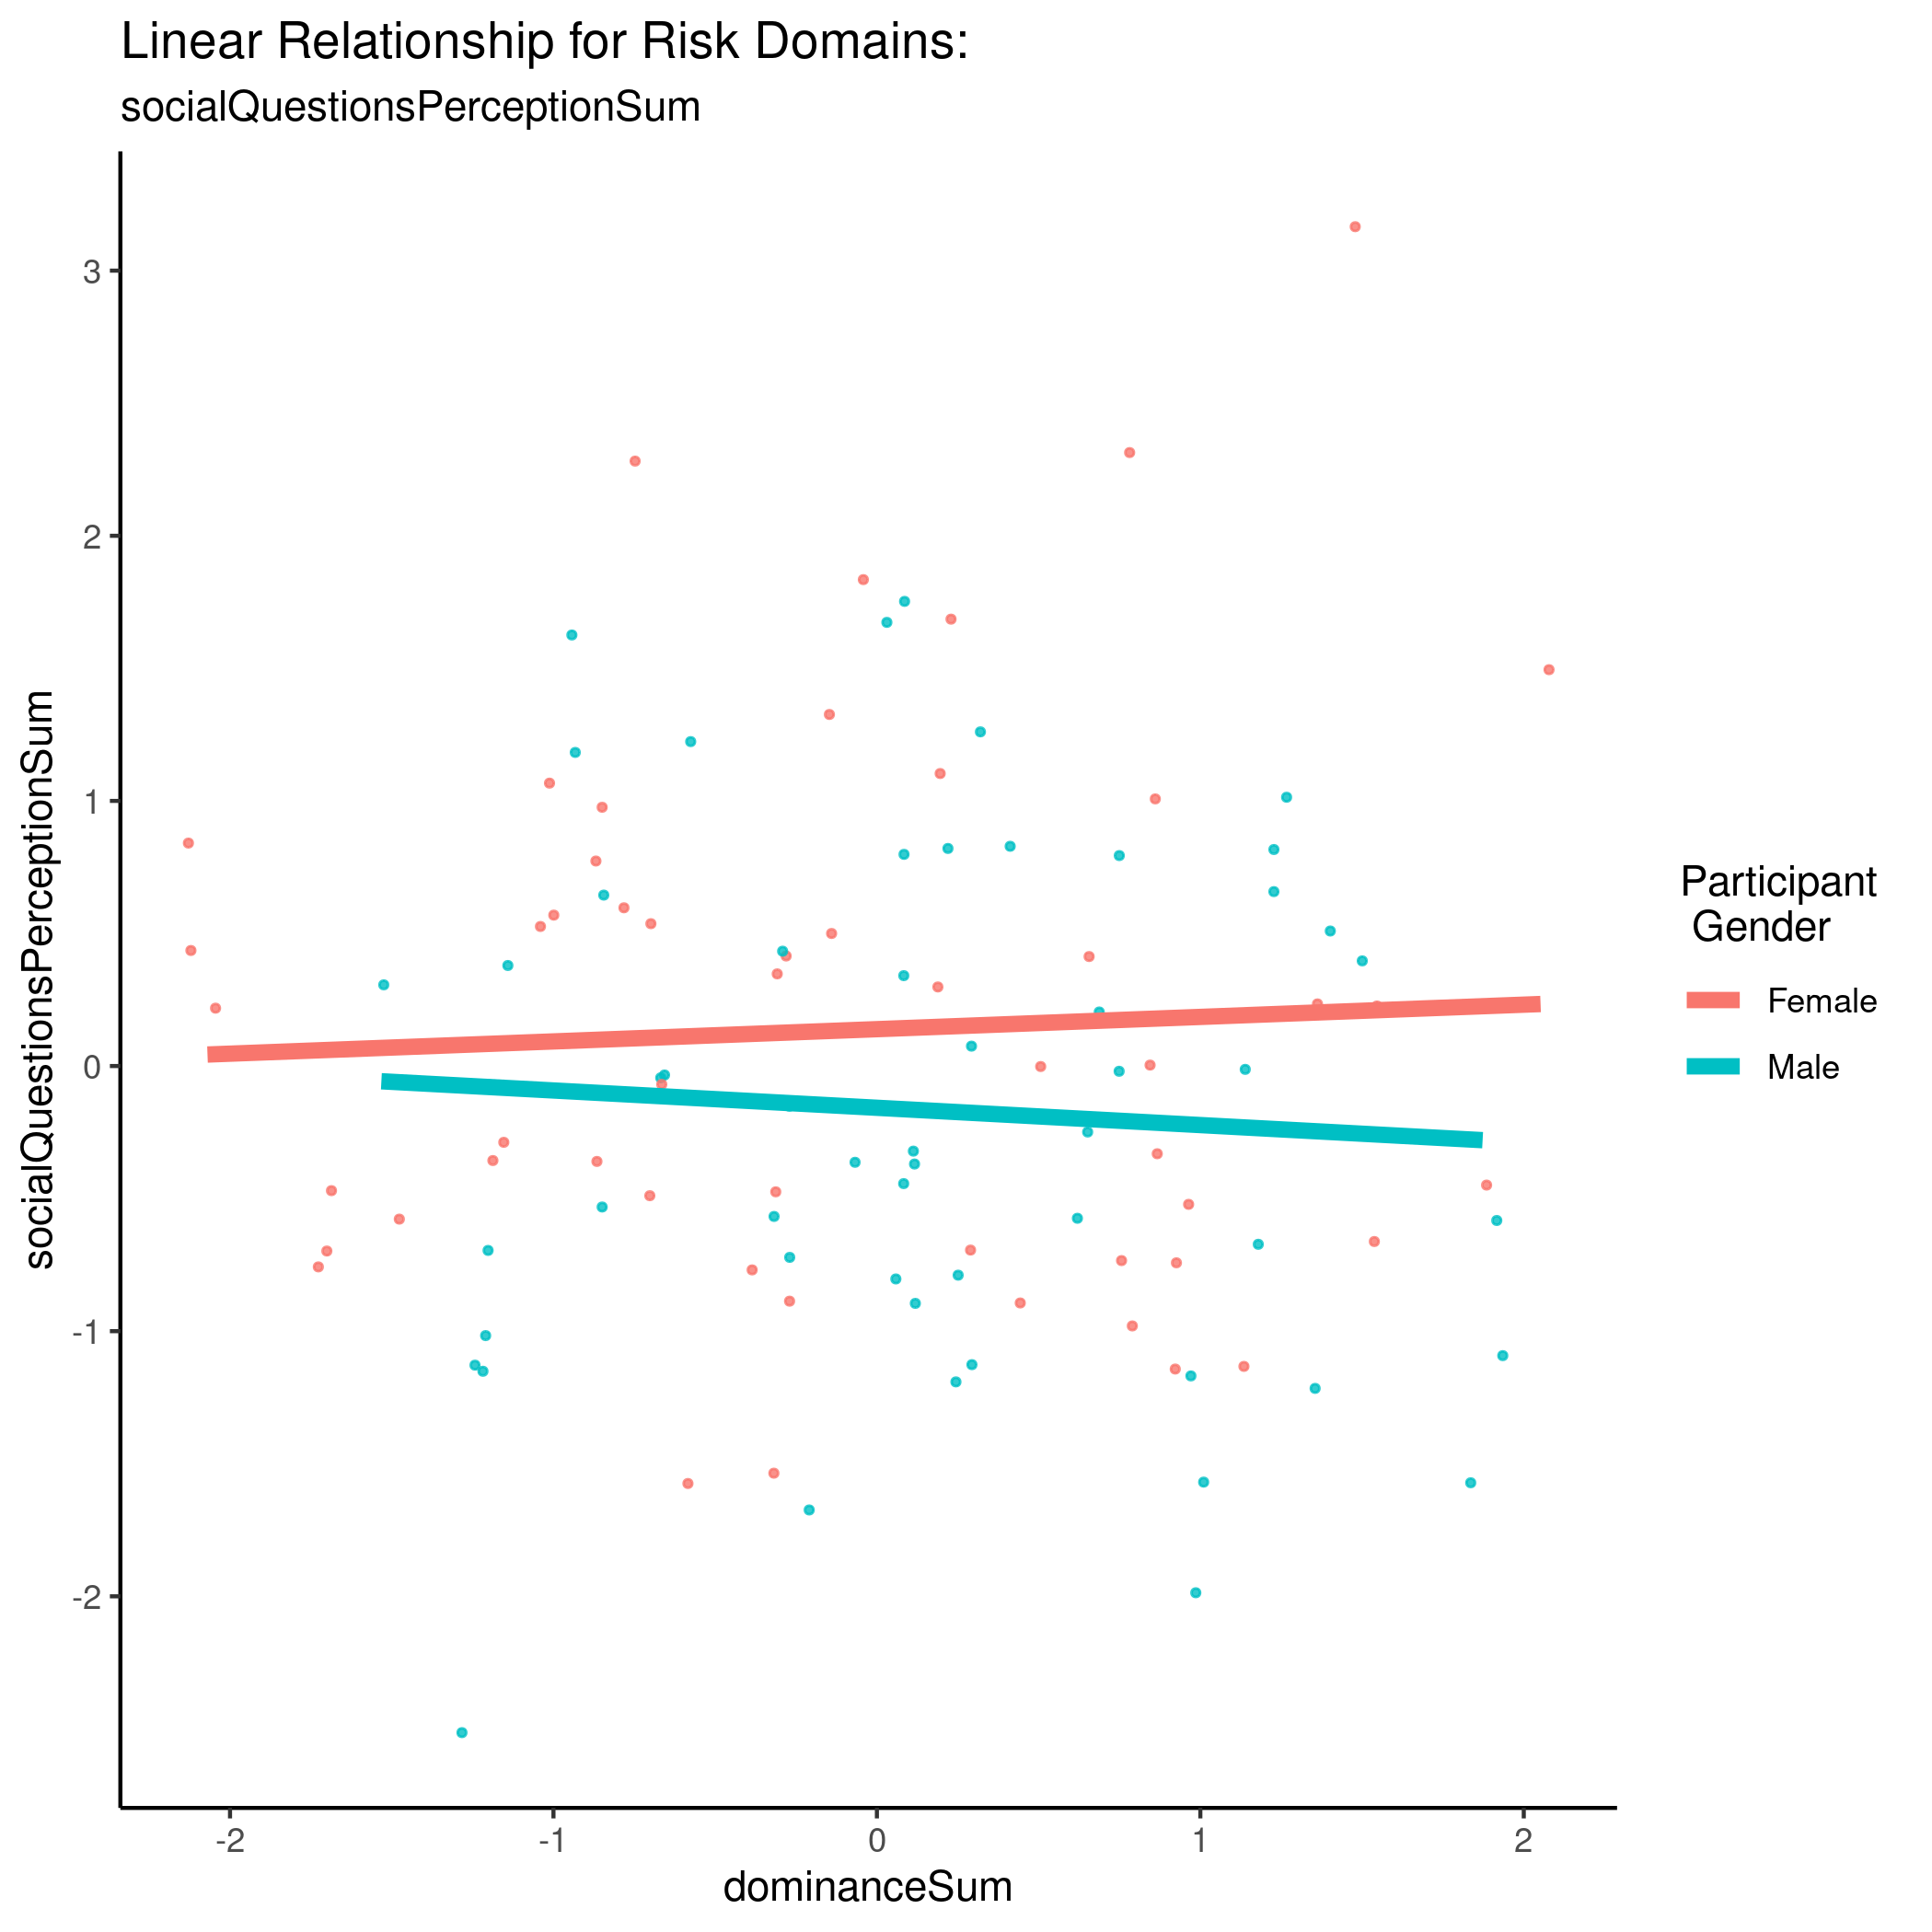 Linear Relationship for Risk Domains:
socialQuestionsPerceptionSum
socialQuestionsPerceptionSum
3
2
1
0
-1
-2
-2
-1
0
1
2
dominanceSum
Participant
Gender
Female
Male